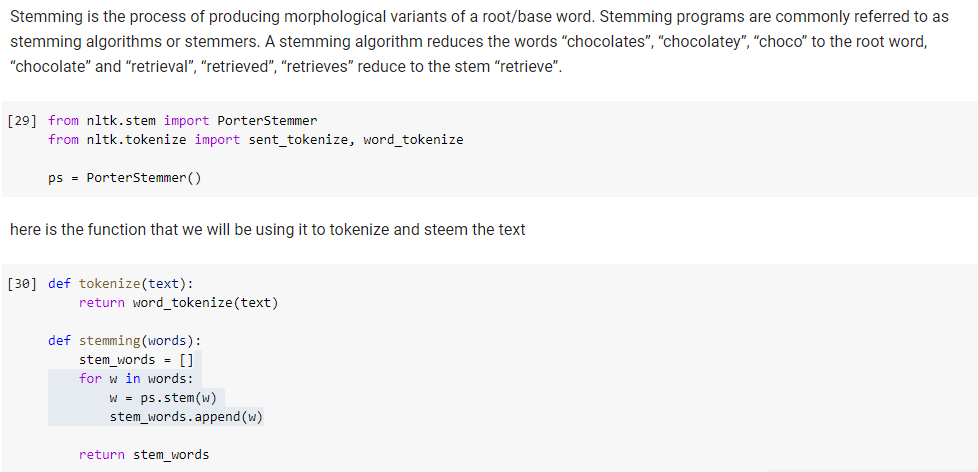 Stemming is the process of producing morphological variants of a root/base word. Stemming programs are commonly referred to as
stemming algorithms or stemmers. A stemming algorithm reduces the words “chocolates”, “chocolatey”, “choco” to the root word,
“chocolate” and “retrieval”, “retrieved”, “retrieves” reduce to the stem “retrieve”.
[29] from nltk.stem import PorterStemmer
from nltk.tokenize import sent_tokenize, word_tokenize
ps = PorterStemmer()
here is the function that we will be using it to tokenize and steem the text
[30] def tokenize(text):
return word_tokenize(text)
def stemming(words):
stem_words = []
for w in words:
w = ps.stem(w)
stem_words.append(w)
return stem_words